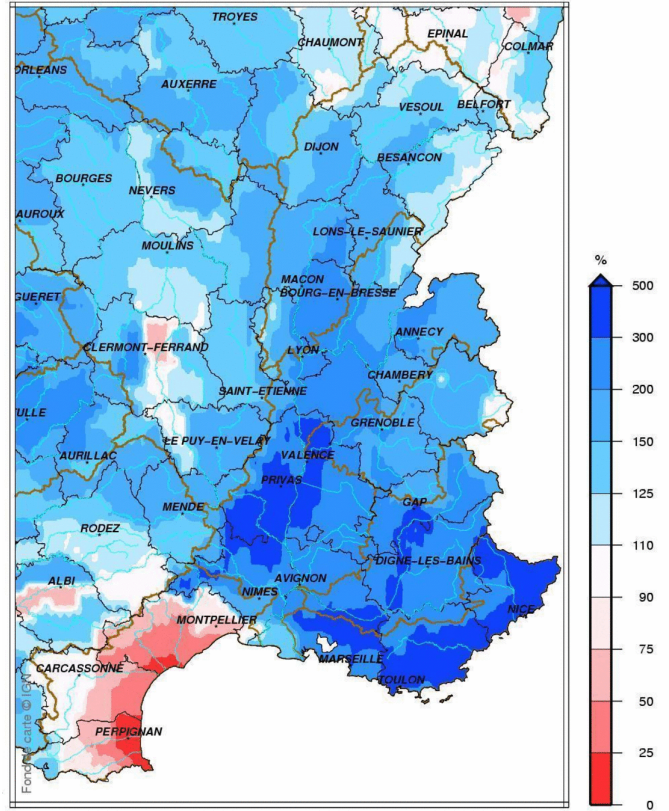 TROYES
CHAUMONT
EPINAL
COLMAR
ORLEANS
AUXERRE
VESOUL
BELFORT
DIJON
BESANCON
BOURGES
NEVERS
AUROUX
LONS-LE-SAUNIER
MOULINS
%
MACON
BOURG-EN-BRESSE
500
GUERET
ANNECY
300
CLERMONT-FERRAND
LYON
CHAMBERY
200
SAINT-ETIENNE
TULLE
GRENOBLE
LE PUY-EN-VELAY
150
AURILLAC
VALENCE
PRIVAS
125
MENDE
GAP
RODEZ
110
DIGNE-LES-BAINS
ALBI
AVIGNON
NIMES
90
NICE
MONTPELLIER
75
MARSEILLE
CARCASSONNE
TOULON
50
PERPIGNAN
25
0
Fond de carte © IGN